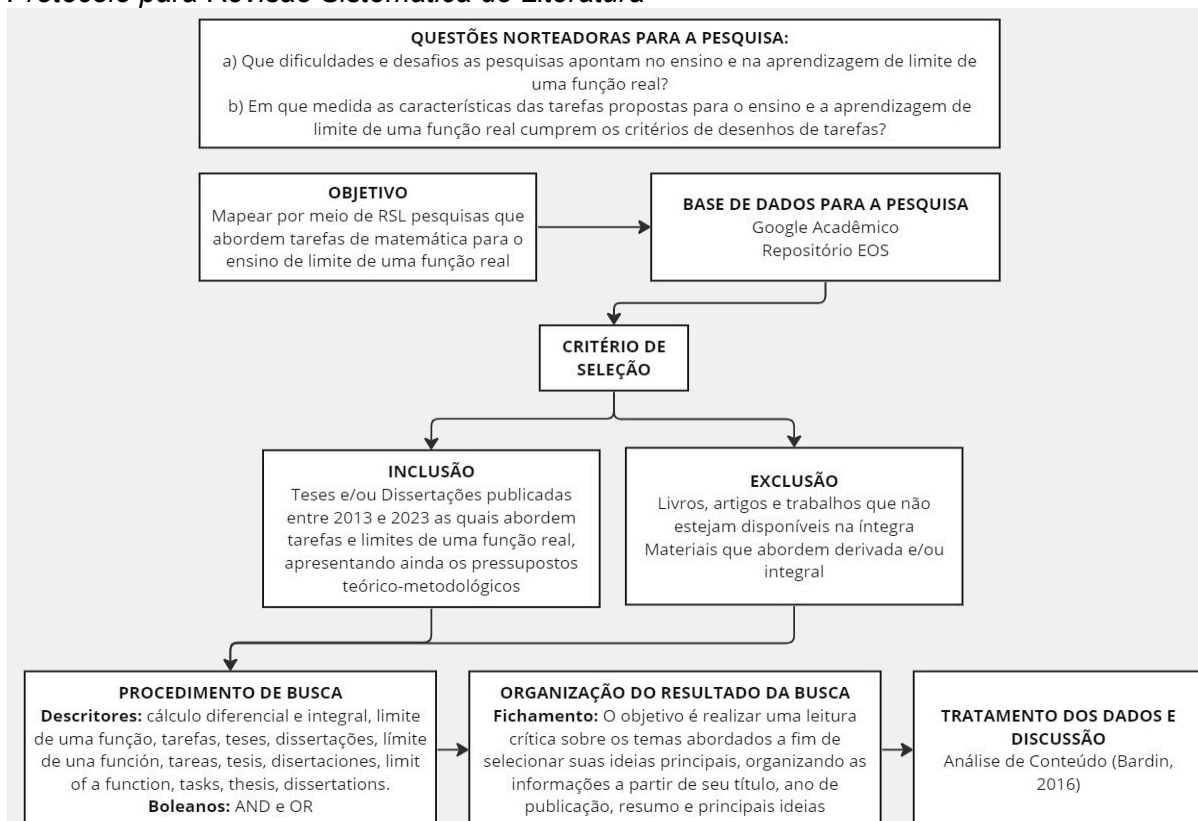 Protocolo para Revisão Sistemática de Literatura
QUESTÕES NORTEADORAS PARA A PESQUISA:
a) Que dificuldades e desafios as pesquisas apontam no ensino e na aprendizagem de limite de
uma função real?
b) Em que medida as características das tarefas propostas para o ensino e a aprendizagem de
limite de uma função real cumprem os critérios de desenhos de tarefas?
OBJETIVO
Mapear por meio de RSL pesquisas que
abordem tarefas de matemática para o
ensino de limite de uma função real
BASE DE DADOS PARA A PESQUISA
Google Acadêmico
Repositório EOS
CRITÉRIO DE
SELEÇÃO
INCLUSÃO
Teses e/ou Dissertações publicadas
entre 2013 e 2023 as quais abordem
tarefas e limites de uma função real,
apresentando ainda os pressupostos
teórico-metodológicos
EXCLUSÃO
Livros, artigos e trabalhos que não
estejam disponíveis na íntegra
Materiais que abordem derivada e/ou
integral
PROCEDIMENTO DE BUSCA
Descritores: cálculo diferencial e integral, limite
de uma função, tarefas, teses, dissertações, límite
de una función, tareas, tesis, disertaciones, limit
of a function, tasks, thesis, dissertations.
Boleanos: AND e OR
ORGANIZAÇÃO DO RESULTADO DA BUSCA
Fichamento: O objetivo é realizar uma leitura
crítica sobre os temas abordados a fim de
selecionar suas ideias principais, organizando as
informações a partir de seu título, ano de
publicação, resumo e principais ideias
TRATAMENTO DOS DADOS E
DISCUSSÃO
Análise de Conteúdo (Bardin,
2016)